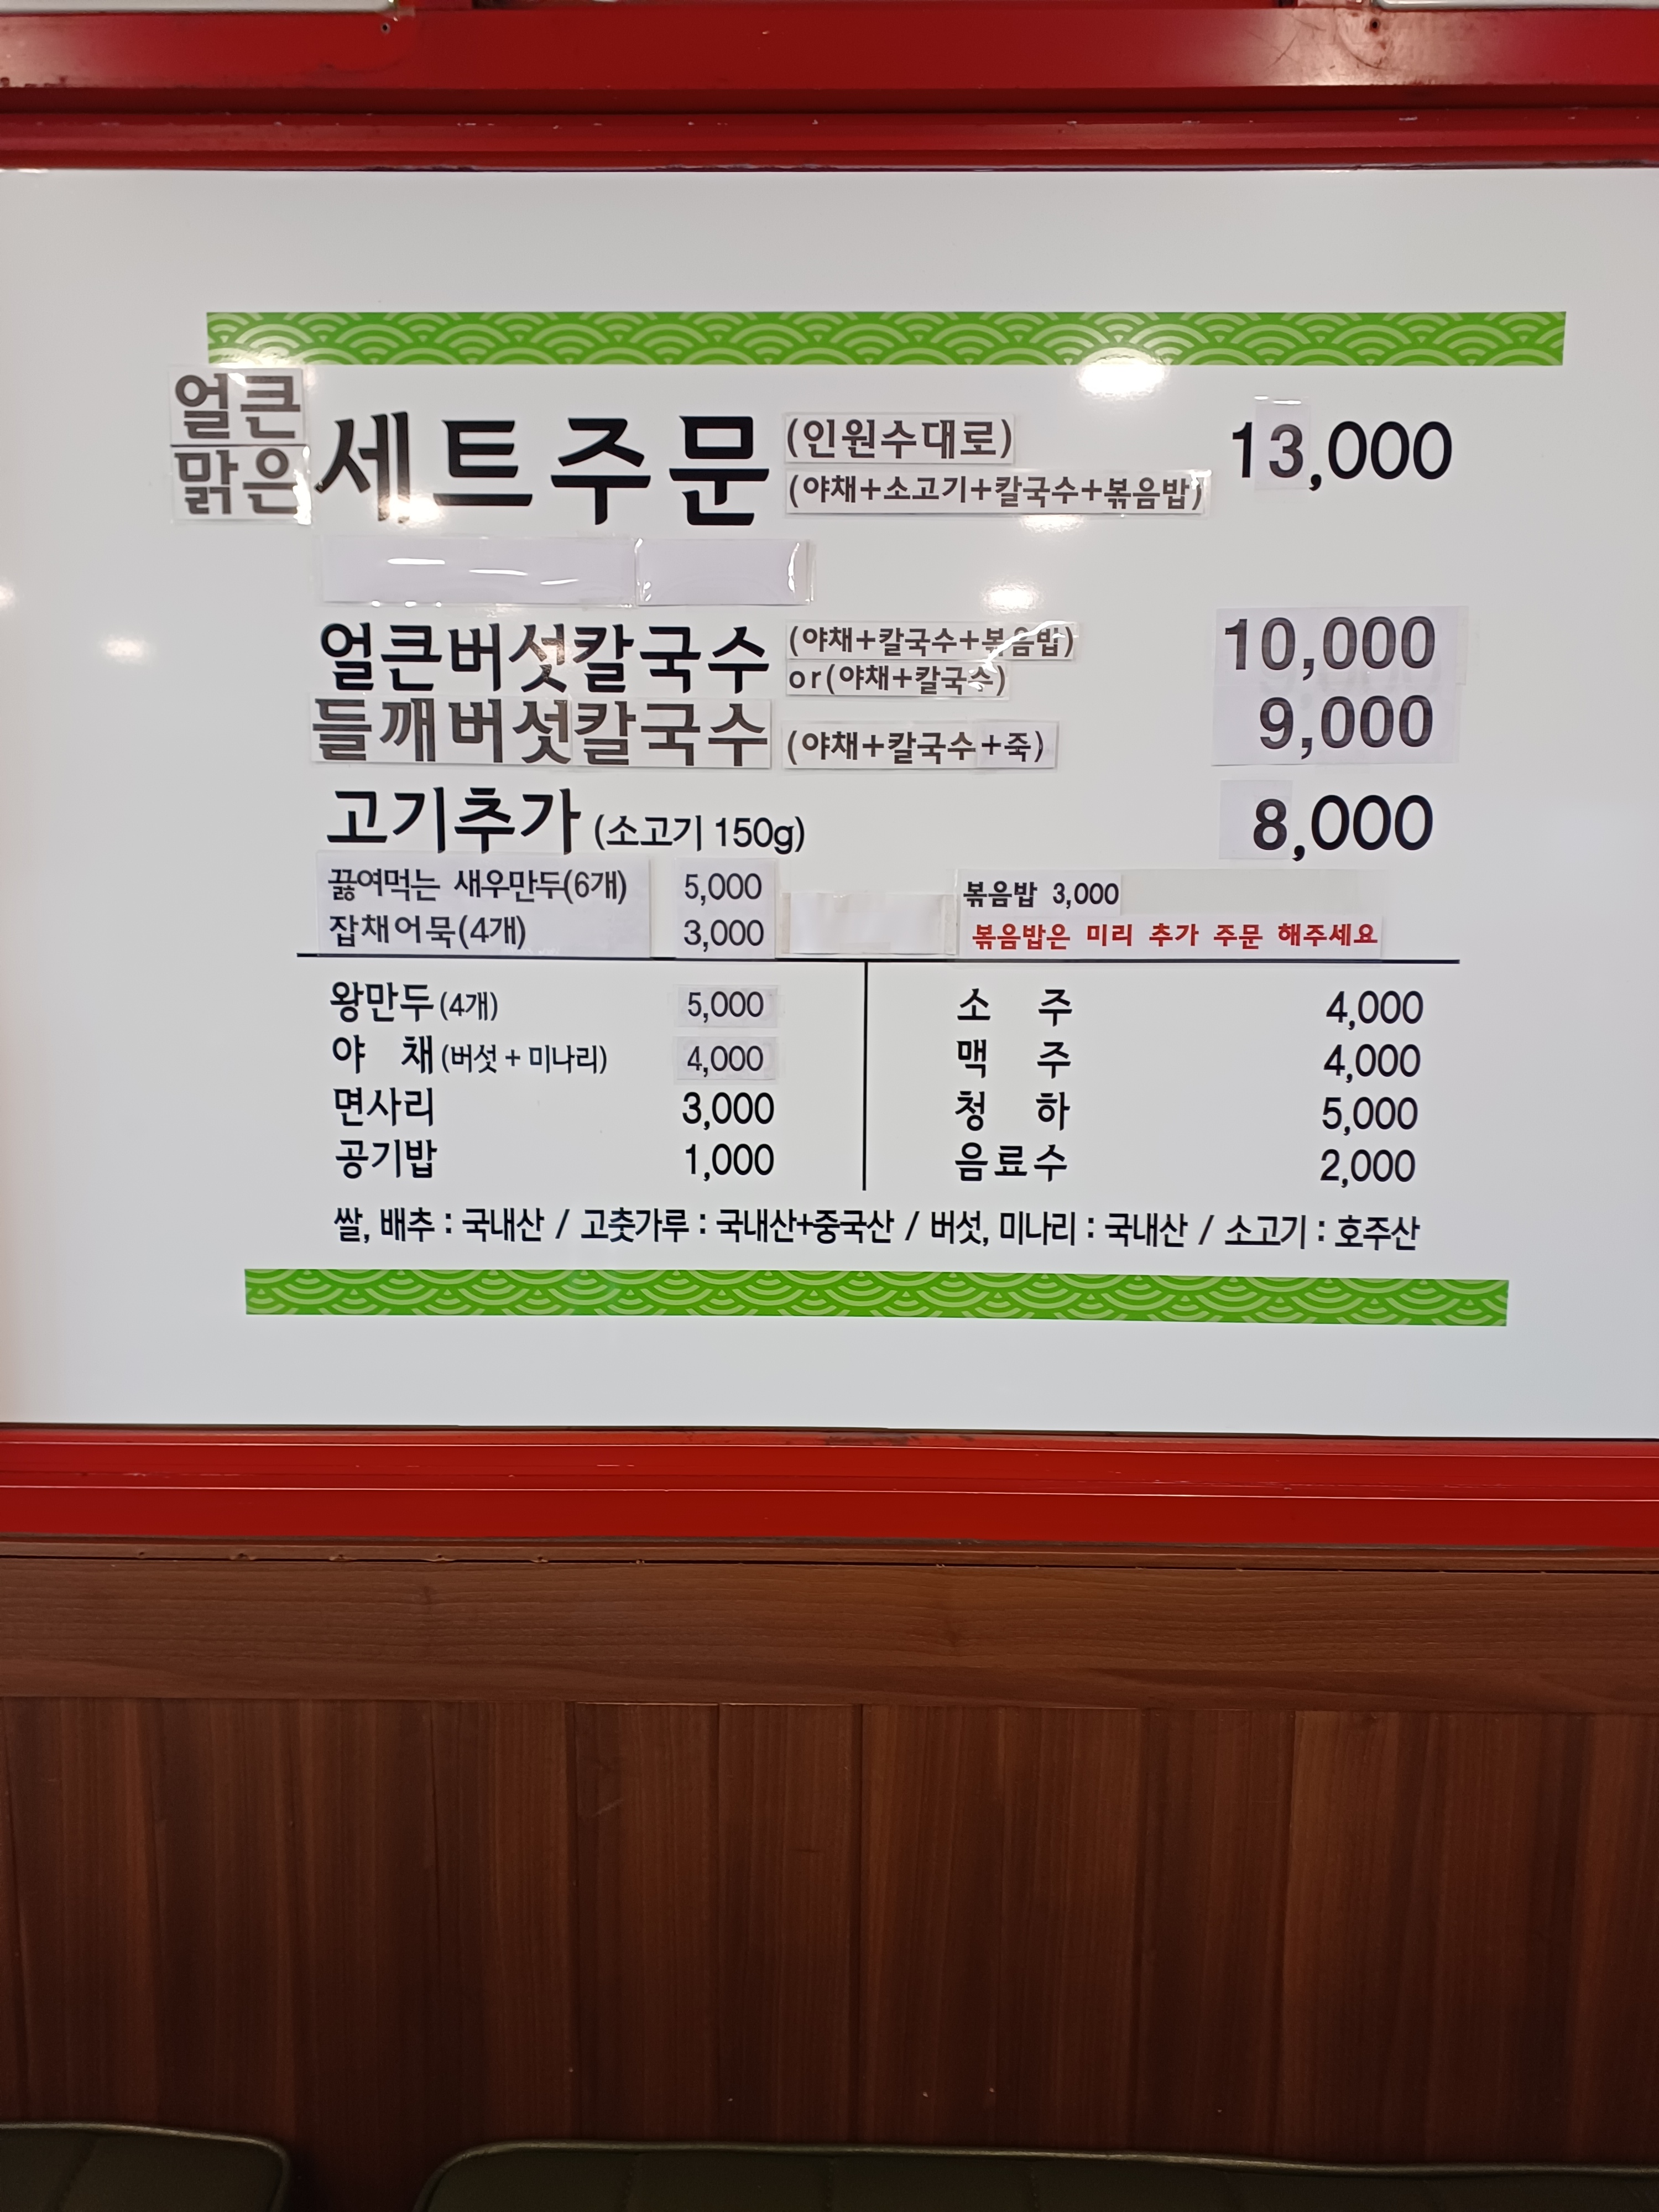 얼큰
맑은
세트주문 (인원수대로) 13,000
(야채+소고기+칼국수+볶음밥)
얼큰버섯칼국수 (야채+칼국수+볶음밥) 10,000
or(야채+칼국수)
들깨버섯칼국수 (야채+칼국수+죽) 9,000
고기추가 (소고기 150g) 8,000
끓여먹는 새우만두(6개) 5,000 볶음밥 3,000
잡채어묵(4개) 3,000 볶음밥은 미리 추가 주문 해주세요
왕만두(4개) 5,000 소 주 4,000
야 채(버섯 + 미나리) 4,000 맥 주 4,000
면사리 3,000 청 하 5,000
공기밥 1,000 음료수 2,000
쌀, 배추 : 국내산 / 고춧가루 : 국내산+중국산 / 버섯, 미나리 : 국내산 / 소고기 : 호주산